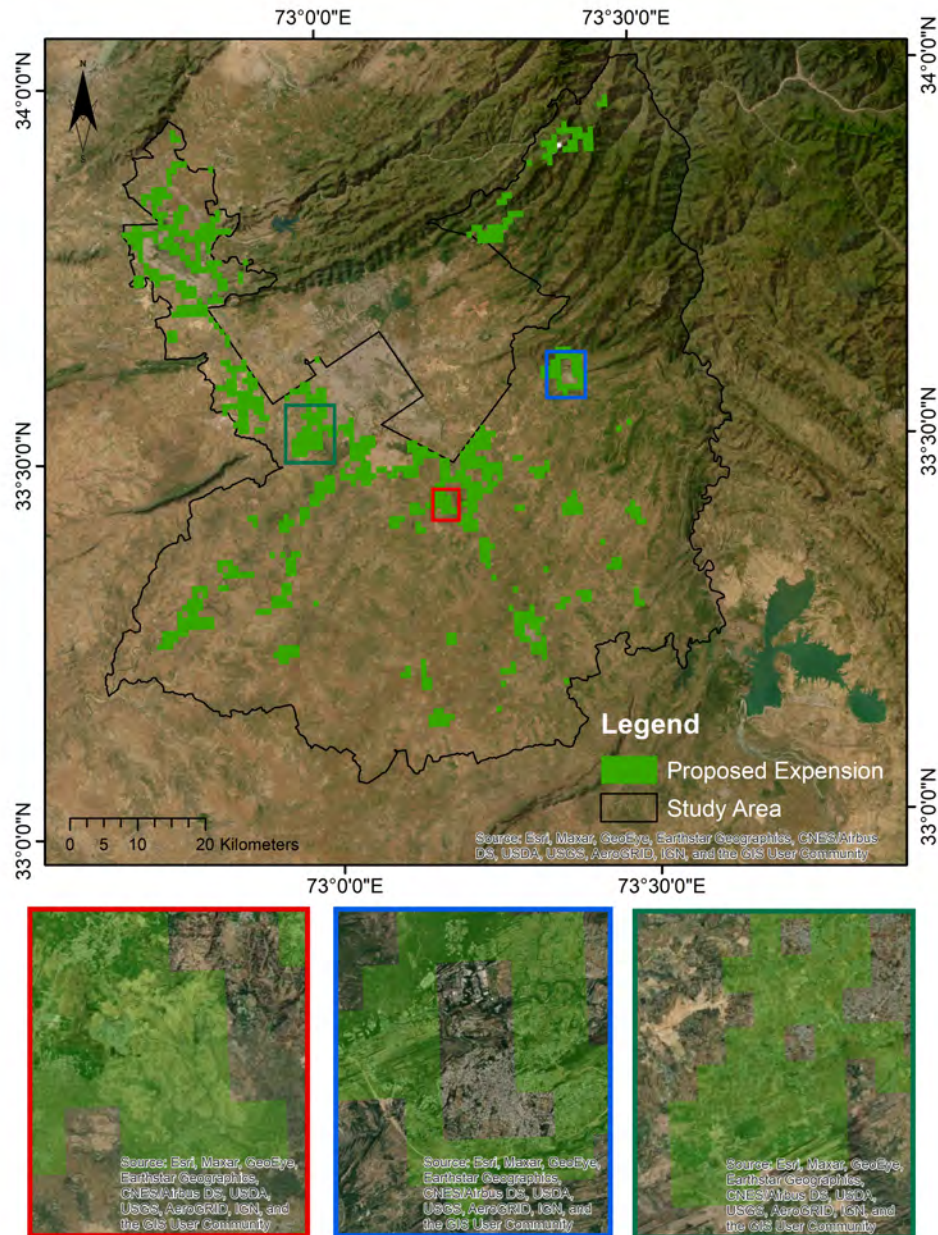 73°0'0"E 73°30'0"E
34°0'0"N
34°0'0"N
N
S
33°30'0"N
33°30'0"N
Legend
Proposed Expension
Study Area
33°0'0"N
33°0'0"N
0 5 10 20 Kilometers
Source: Esri, Maxar, GeoEye, Earthstar Geographics, CNES/Airbus
DS, USDA, USGS, AeroGRID, IGN, and the GIS User Community
73°0'0"E 73°30'0"E
Source: Esri, Maxar, GeoEye,
Earthstar Geographics,
CNES/Airbus DS, USDA,
USGS, AeroGRID, IGN, and
the GIS User Community
Source: Esri, Maxar, GeoEye,
Earthstar Geographics,
CNES/Airbus DS, USDA,
USGS, AeroGRID, IGN, and
the GIS User Community
Source: Esri, Maxar, GeoEye,
Earthstar Geographics,
CNES/Airbus DS, USDA,
USGS, AeroGRID, IGN, and
the GIS User Community